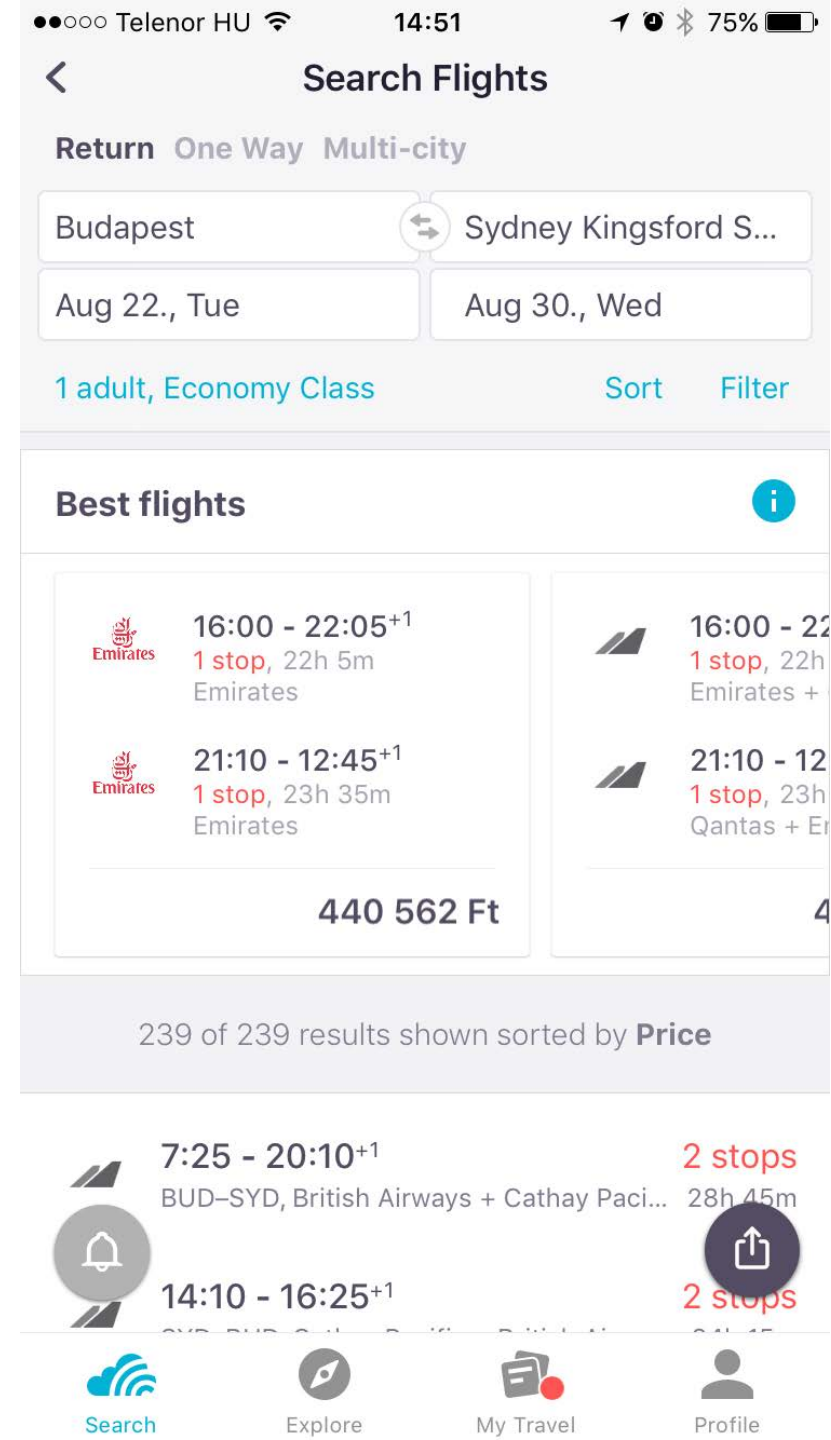 Telenor HU 14:51 75%
Search Flights
Return One Way Multi-city
Budapest Sydney Kingsford S...
Aug 22., Tue Aug 30., Wed
1 adult, Economy Class Sort Filter
Best flights
Emirates 16:00 - 22:05+1
1 stop, 22h 5m
Emirates
Emirates 21:10 - 12:45+1
1 stop, 23h 35m
Emirates
440 562 Ft
16:00 - 22
1 stop, 22h
Emirates +
21:10 - 12
1 stop, 23h
Qantas + E
4
239 of 239 results shown sorted by Price
7:25 - 20:10+1 2 stops
BUD–SYD, British Airways + Cathay Paci... 28h 45m
14:10 - 16:25+1 2 stops
Search Explore My Travel Profile